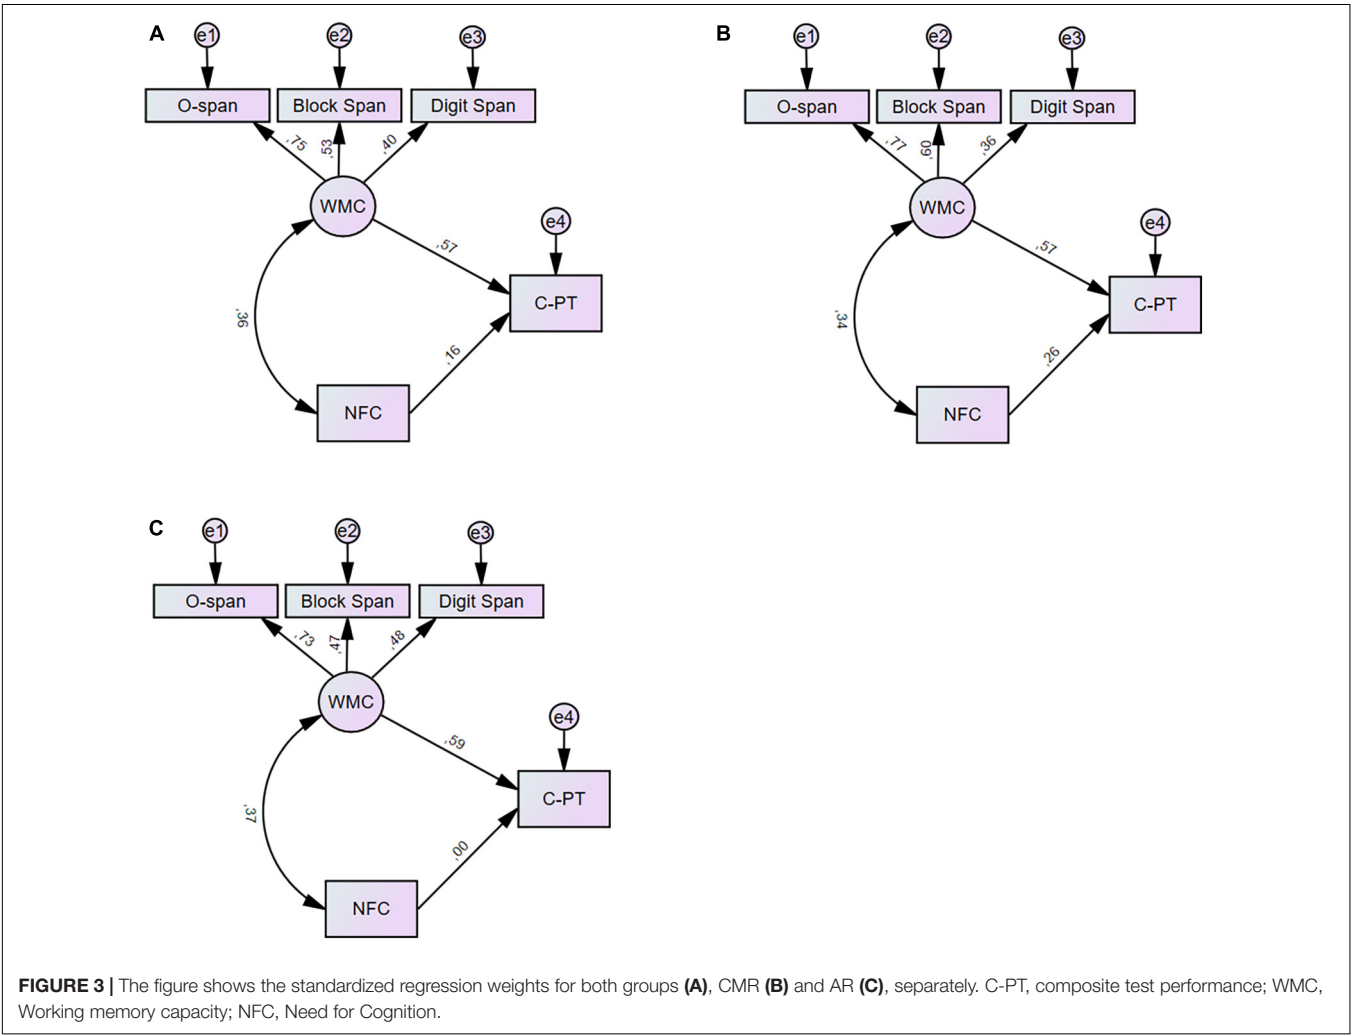 A
e1
e2
e3
O-span
Block Span
Digit Span
,75
,53
,40
WMC
e4
,57
C-PT
,36
,16
NFC
B
e1
e2
e3
O-span
Block Span
Digit Span
,77
,60
,36
WMC
e4
,57
C-PT
,34
,26
NFC
C
e1
e2
e3
O-span
Block Span
Digit Span
,73
,47
,48
WMC
e4
,59
C-PT
,37
,00
NFC
FIGURE 3 | The figure shows the standardized regression weights for both groups (A), CMR (B) and AR (C), separately. C-PT, composite test performance; WMC,
Working memory capacity; NFC, Need for Cognition.